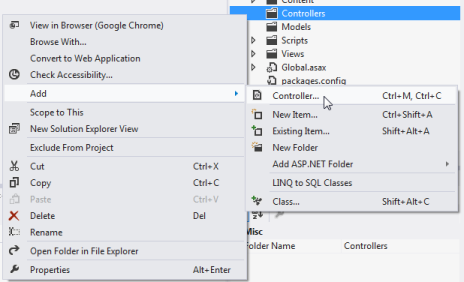 Content
Controllers
Models
Scripts
Views
Global.asax
packages.config
View in Browser (Google Chrome)
Browse With...
Convert to Web Application
Check Accessibility...
Add
Scope to This
New Solution Explorer View
Exclude From Project
Cut Ctrl+X
Copy Ctrl+C
Paste Ctrl+V
Delete Del
Rename
Open Folder in File Explorer
Properties Alt+Enter
Controller... Ctrl+M, Ctrl+C
New Item... Ctrl+Shift+A
Existing Item... Shift+Alt+A
New Folder
Add ASP.NET Folder
LINQ to SQL Classes
Class... Shift+Alt+C
Misc
Folder Name Controllers